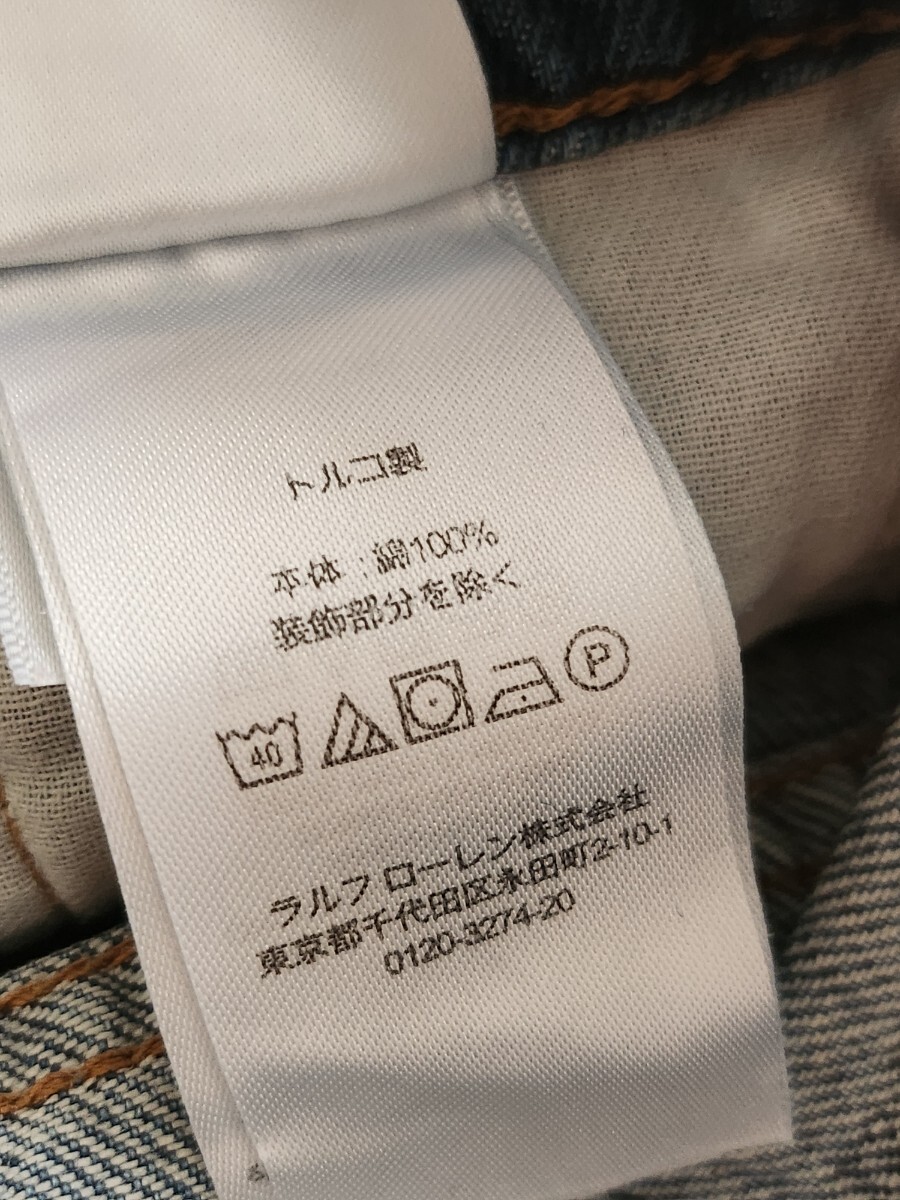 トルコ製
本体 : 綿100%
装飾部分を除く
40
P
ラルフ ローレン株式会社
東京都千代田区永田町2-10-1
0120-3274-20